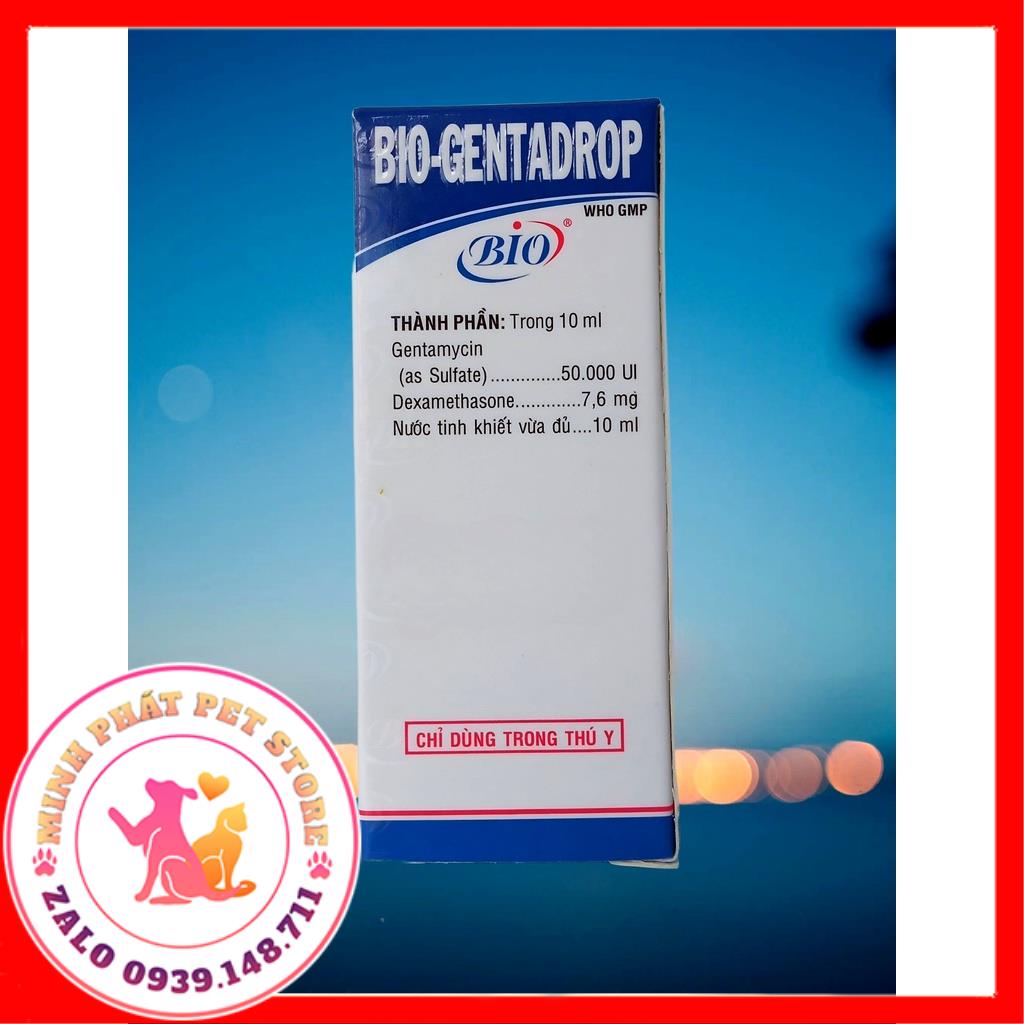 BIO-GENTADROP
WHO GMP
BIO®
THÀNH PHẦN: Trong 10 ml
Gentamycin
(as Sulfate)..............50.000 UI
Dexamethasone.............7,6 mg
Nước tinh khiết vừa đủ....10 ml
CHỈ DÙNG TRONG THÚ Y
MINH PHÁT PET STORE
ZALO 0939.148.711